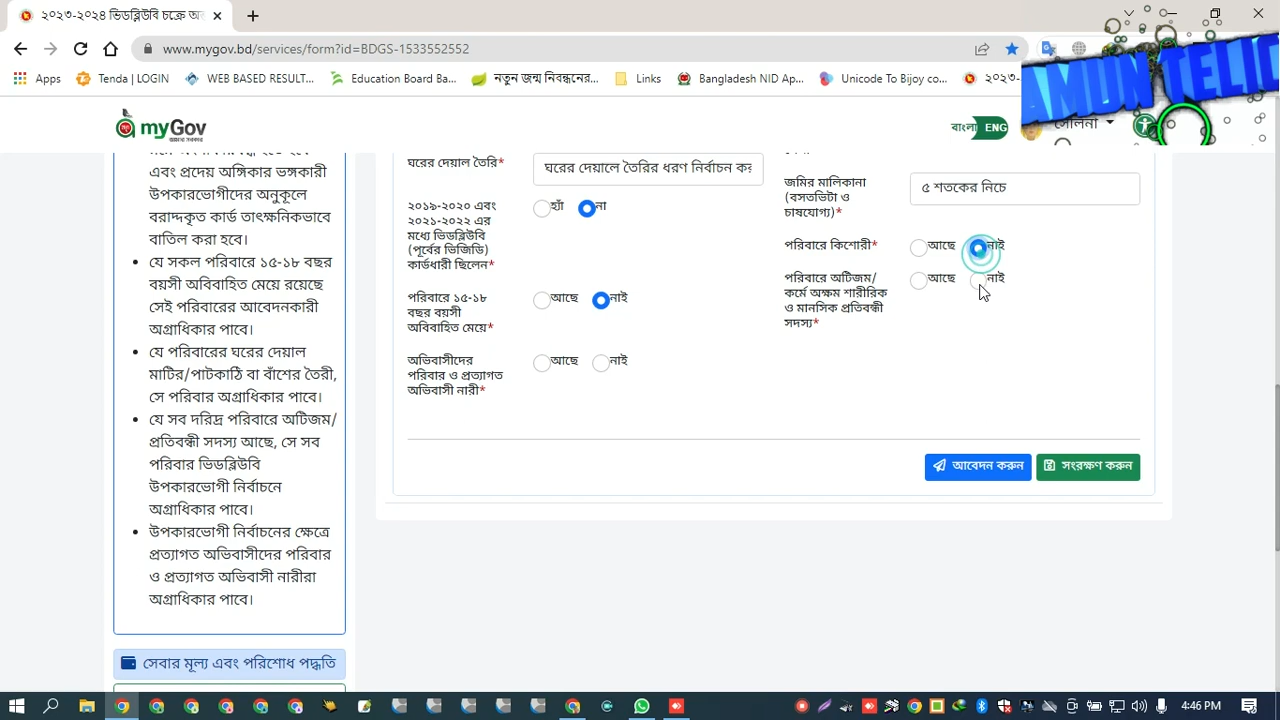 ২০২৩-২০২৪ ভিডব্লিউবি চক্রে অং
www.mygov.bd/services/form?id=BDGS-1533552552
Apps
Tenda | LOGIN
WEB BASED RESULT...
Education Board Ba...
নতুন জন্ম নিবন্ধনের...
Links
Bangladesh NID Ap...
Unicode To Bijoy co...
২০২৩-
AMUN TELIC
myGov
বাংলা ENG
সেলিনা
এবং প্রদেয় অঙ্গিকার ভঙ্গকারী
উপকারভোগীদের অনুকূলে
বরাদ্দকৃত কার্ড তাৎক্ষনিকভাবে
বাতিল করা হবে।
যে সকল পরিবারে ১৫-১৮ বছর
বয়সী অবিবাহিত মেয়ে রয়েছে
সেই পরিবারের আবেদনকারী
অগ্রাধিকার পাবে।
যে পরিবারের ঘরের দেয়াল
মাটির/পাটকাঠি বা বাঁশের তৈরী,
সে পরিবার অগ্রাধিকার পাবে।
যে সব দরিদ্র পরিবারে অটিজম/
প্রতিবন্ধী সদস্য আছে, সে সব
পরিবার ভিডব্লিউবি
উপকারভোগী নির্বাচনে
অগ্রাধিকার পাবে।
উপকারভোগী নির্বাচনের ক্ষেত্রে
প্রত্যাগত অভিবাসীদের পরিবার
ও প্রত্যাগত অভিবাসী নারীরা
অগ্রাধিকার পাবে।
সেবার মূল্য এবং পরিশোধ পদ্ধতি
ঘরের দেয়াল তৈরি*
ঘরের দেয়ালে তৈরির ধরণ নির্বাচন কর
২০১৯-২০২০ এবং
২০২১-২০২২ এর
মধ্যে ভিডব্লিউবি
(পূর্বের ভিজিডি)
কার্ডধারী ছিলেন*
হ্যাঁ না
পরিবারে ১৫-১৮
বছর বয়সী
অবিবাহিত মেয়ে*
আছে নাই
অভিবাসীদের
পরিবার ও প্রত্যাগত
অভিবাসী নারী*
আছে নাই
জমির মালিকানা
(বসতভিটা ও
চাষযোগ্য)*
৫ শতকের নিচে
পরিবারে কিশোরী*
আছে নাই
পরিবারে অটিজম/
কর্মে অক্ষম শারীরিক
ও মানসিক প্রতিবন্ধী
সদস্য*
আছে নাই
আবেদন করুন
সংরক্ষণ করুন
4:46 PM